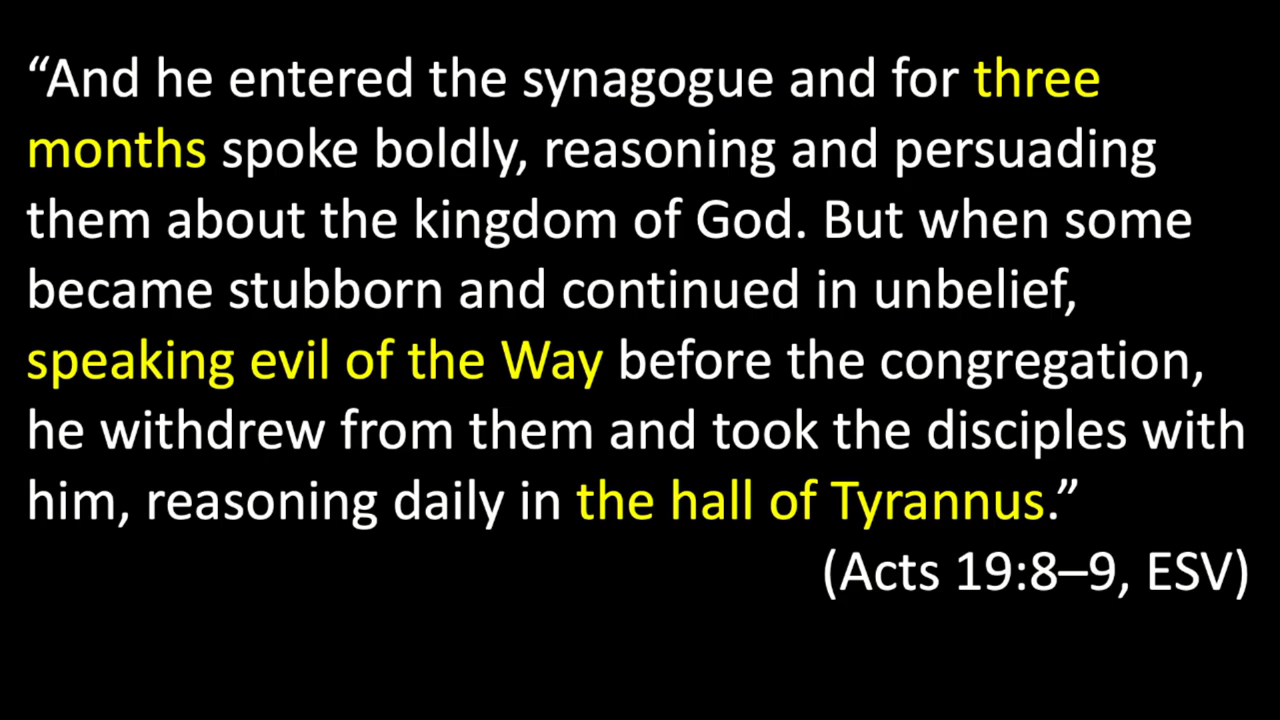 “And he entered the synagogue and for three
months spoke boldly, reasoning and persuading
them about the kingdom of God. But when some
became stubborn and continued in unbelief,
speaking evil of the Way before the congregation,
he withdrew from them and took the disciples with
him, reasoning daily in the hall of Tyrannus.”
(Acts 19:8–9, ESV)